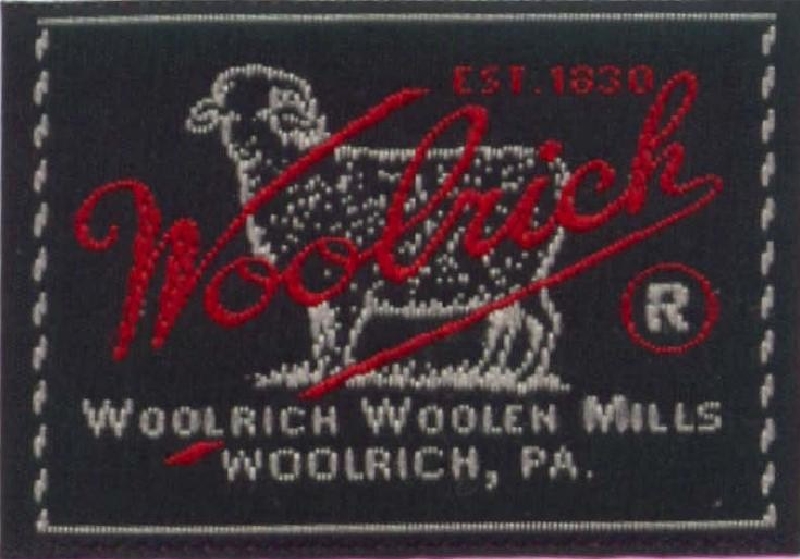 EST. 1830
Woolrich
®
WOOLRICH WOOLEN MILLS
WOOLRICH, PA.